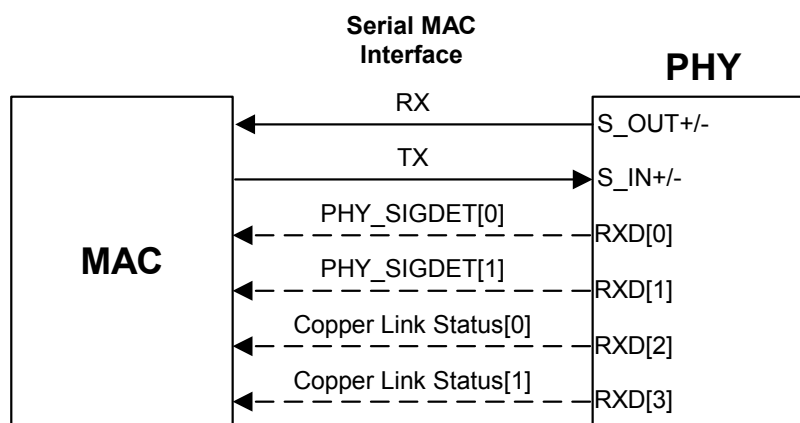 Serial MAC
Interface
PHY
RX
S_OUT+/-
TX
S_IN+/-
PHY_SIGDET[0]
RXD[0]
MAC
PHY_SIGDET[1]
RXD[1]
Copper Link Status[0]
RXD[2]
Copper Link Status[1]
RXD[3]